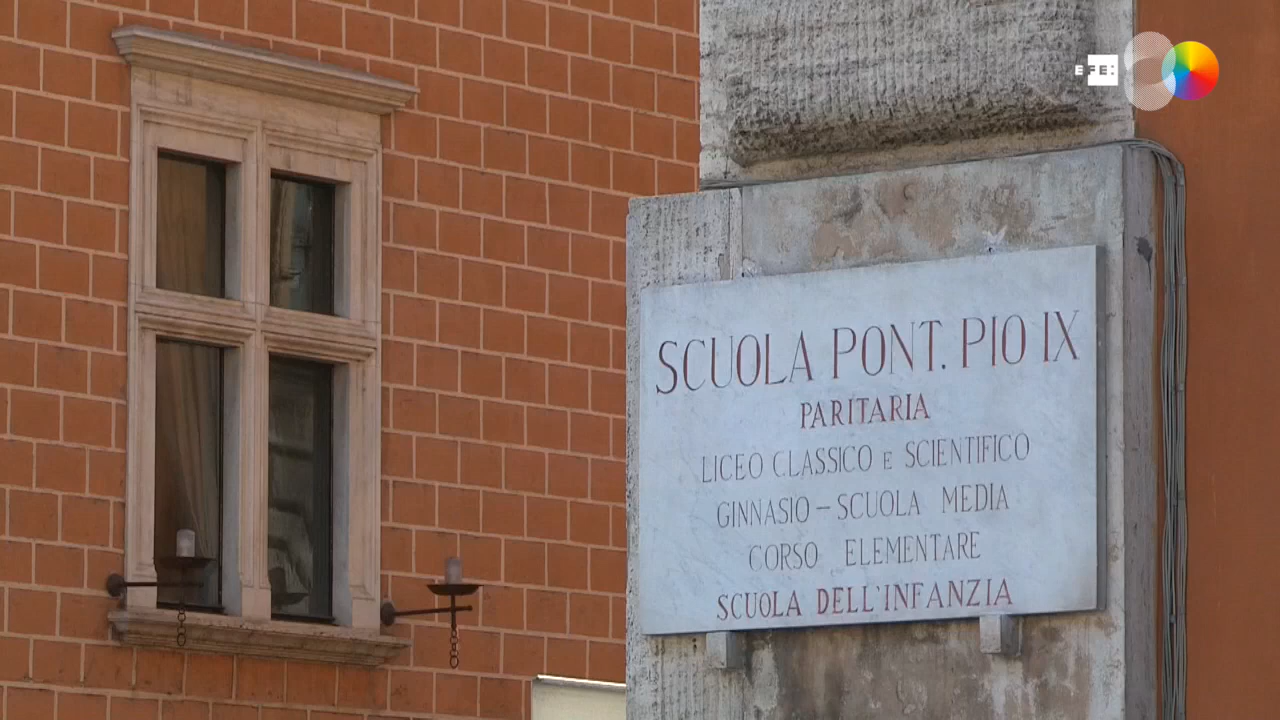 EFE:
SCUOLA PONT. PIO IX
PARITARIA
LICEO CLASSICO E SCIENTIFICO
GINNASIO - SCUOLA MEDIA
CORSO ELEMENTARE
SCUOLA DELL'INFANZIA